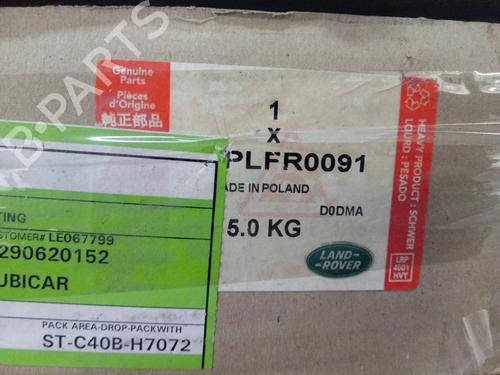 Genuine
Parts
Pièces
d'Origine
純正部品
1
X
PLFR0091
ADE IN POLAND
D0DMA
5.0 KG
LAND-
-ROVER
HEAVY PRODUCT : SCHWER
LOURD : PESADO
LRP
4001
HVY
TING
STOMER# LE067799
290620152
UBICAR
PACK AREA-DROP-PACKWITH
ST-C40B-H7072